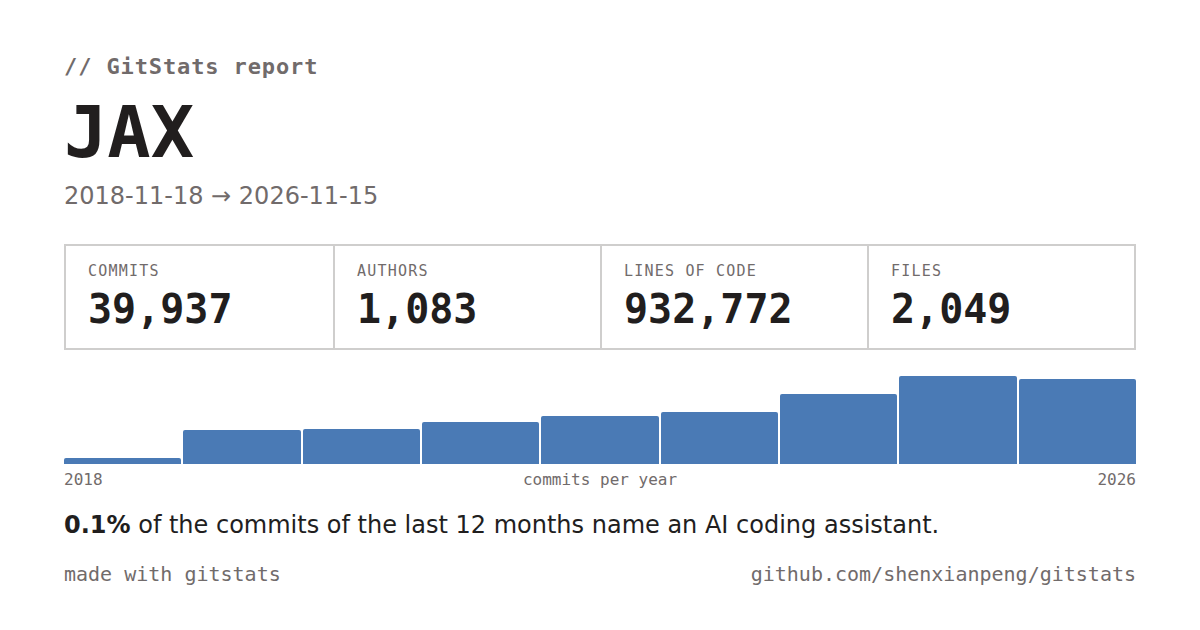 // GitStats report
JAX
2018-11-18 → 2026-11-15
COMMITS AUTHORS LINES OF CODE FILES
39,937 1,083 932,772 2,049
2018 commits per year 2026
0.1% of the commits of the last 12 months name an AI coding assistant.
made with gitstats github.com/shenxianpeng/gitstats